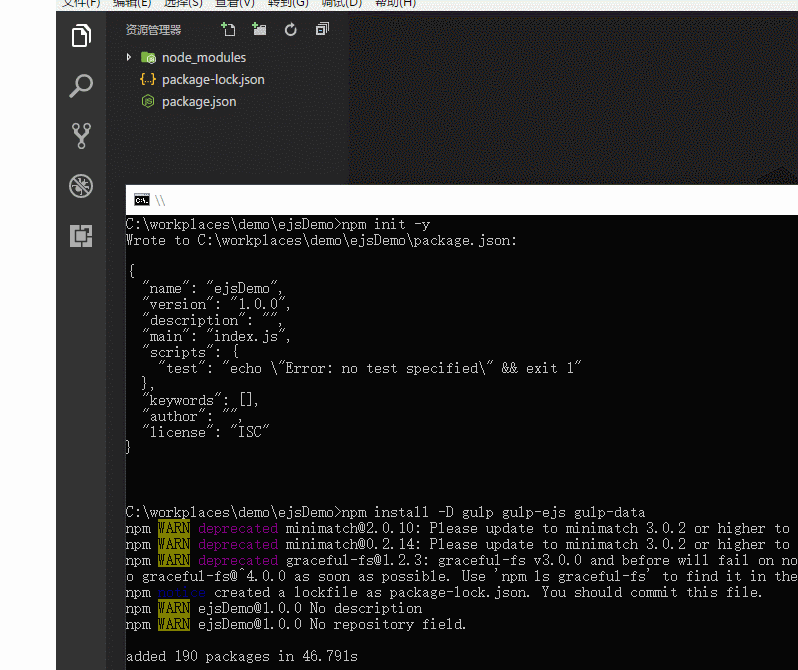 文件(F) 编辑(E) 选择(S) 查看(V) 转到(G) 调试(D) 帮助(H)
资源管理器
node_modules
package-lock.json
package.json
C:\workplaces\demo\ejsDemo>npm init -y
Wrote to C:\workplaces\demo\ejsDemo\package.json:
{
"name": "ejsDemo",
"version": "1.0.0",
"description": "",
"main": "index.js",
"scripts": {
"test": "echo \"Error: no test specified\" && exit 1"
},
"keywords": [],
"author": "",
"license": "ISC"
}
C:\workplaces\demo\ejsDemo>npm install -D gulp gulp-ejs gulp-data
npm WARN deprecated minimatch@2.0.10: Please update to minimatch 3.0.2 or higher to
npm WARN deprecated minimatch@0.2.14: Please update to minimatch 3.0.2 or higher to
npm WARN deprecated graceful-fs@1.2.3: graceful-fs v3.0.0 and before will fail on no
o graceful-fs@^4.0.0 as soon as possible. Use 'npm ls graceful-fs' to find it in the
npm notice created a lockfile as package-lock.json. You should commit this file.
npm WARN ejsDemo@1.0.0 No description
npm WARN ejsDemo@1.0.0 No repository field.
added 190 packages in 46.791s